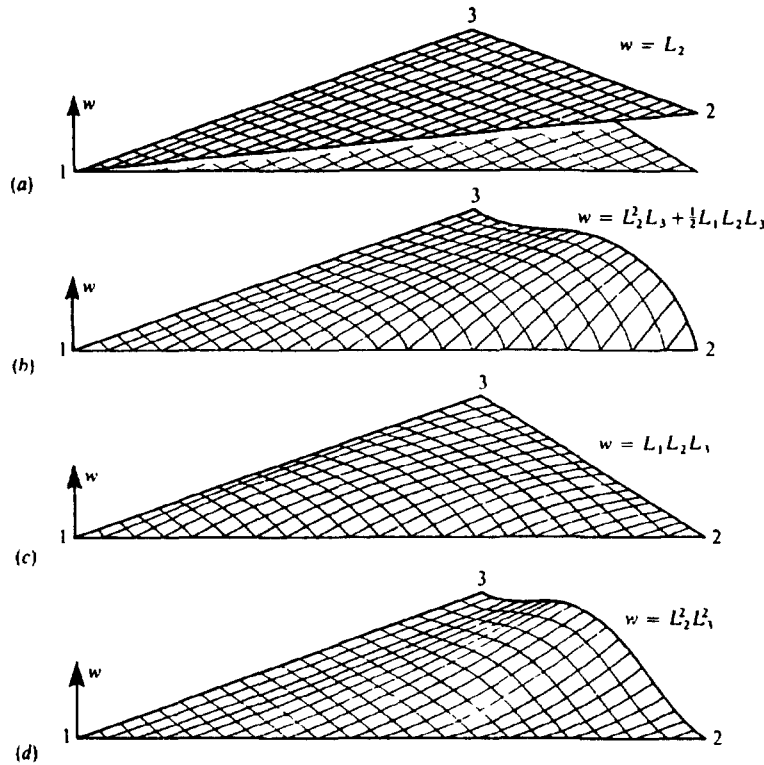 3
w = L₂
w
2
1
(a)
3
w = L₂²L₃ + ½L₁L₂L₃
w
1
2
(b)
3
w = L₁L₂L₃
w
1
2
(c)
3
w = L₂²L₃²
w
1
2
(d)